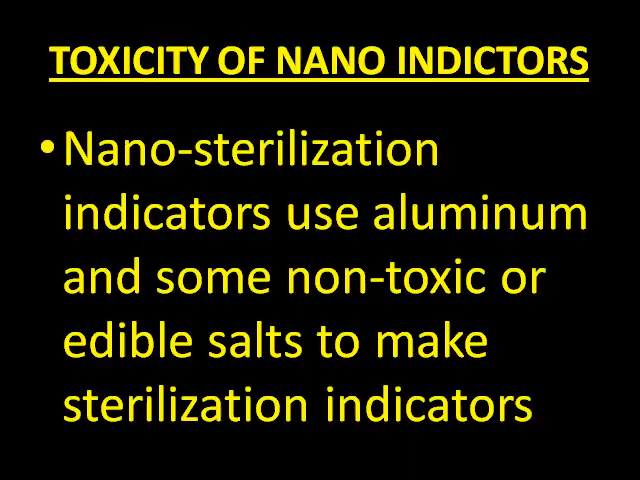 TOXICITY OF NANO INDICTORS
• Nano-sterilization
indicators use aluminum
and some non-toxic or
edible salts to make
sterilization indicators